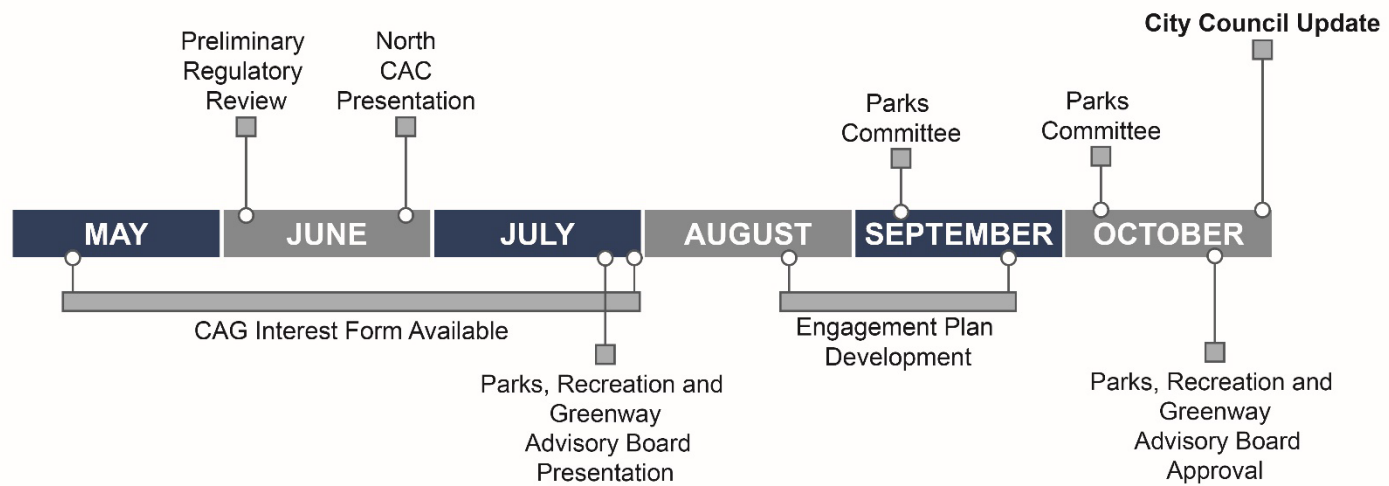 City Council Update
Preliminary
Regulatory
Review
North
CAC
Presentation
Parks
Committee
Parks
Committee
MAY
JUNE
JULY
AUGUST
SEPTEMBER
OCTOBER
CAG Interest Form Available
Engagement Plan
Development
Parks, Recreation and
Greenway
Advisory Board
Presentation
Parks, Recreation and
Greenway
Advisory Board
Approval